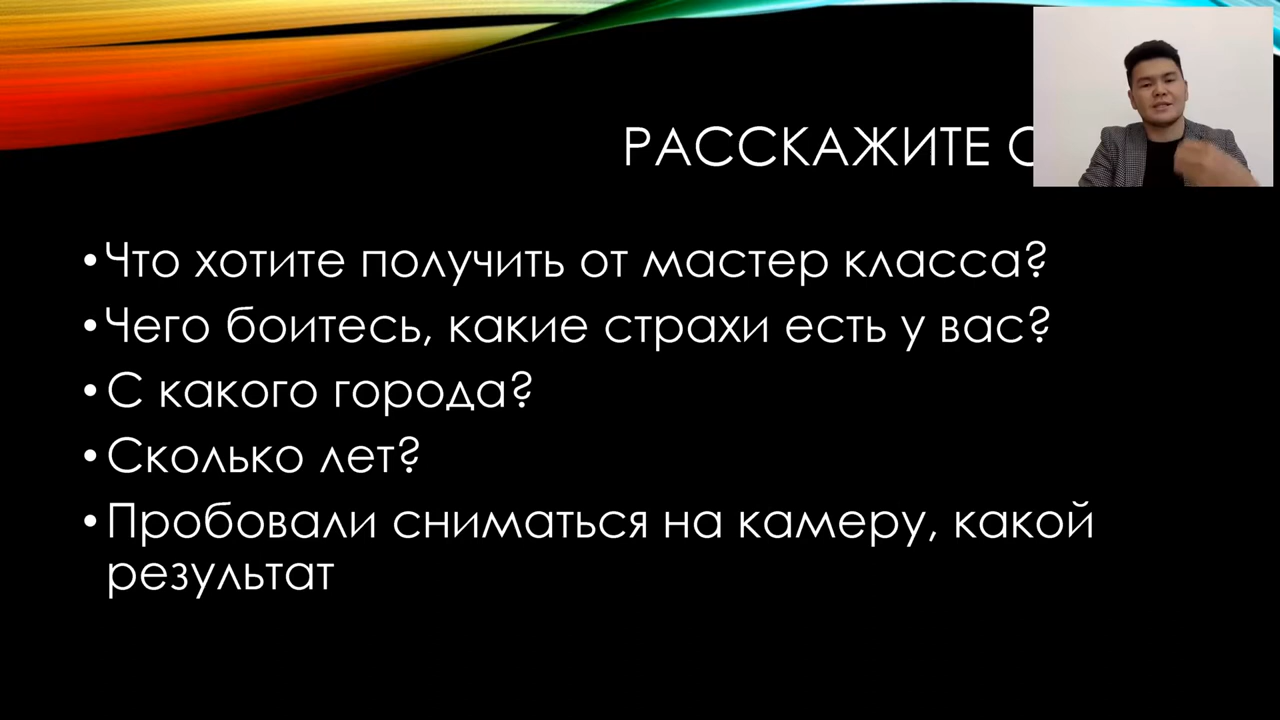 РАССКАЖИТЕ
•Что хотите получить от мастер класса?
•Чего боитесь, какие страхи есть у вас?
•С какого города?
•Сколько лет?
•Пробовали сниматься на камеру, какой
результат